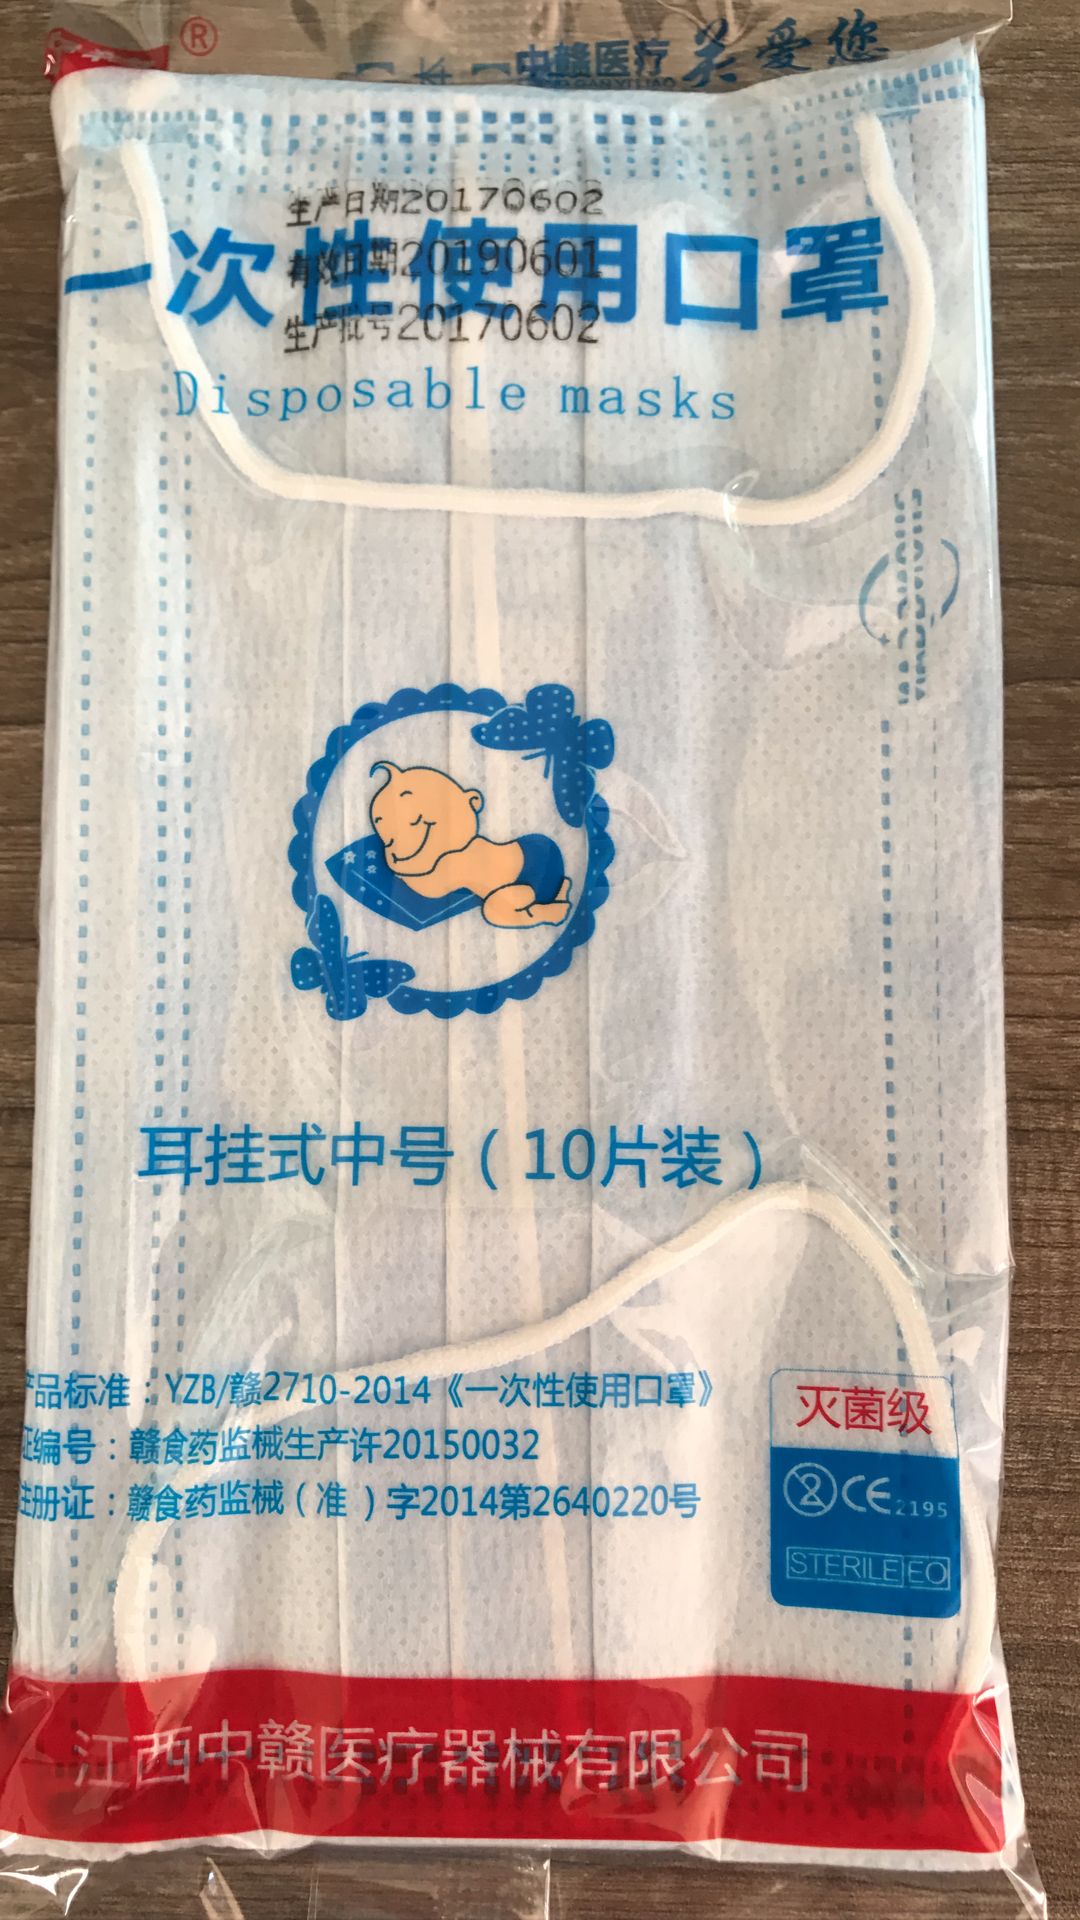 ®
中赣医疗 关爱您
生产日期20170602
有效日期20190601
生产批号20170602
一次性使用口罩
Disposable masks
耳挂式中号（10片装）
产品标准：YZB/赣2710-2014《一次性使用口罩》
证编号：赣食药监械生产许20150032
注册证：赣食药监械（准）字2014第2640220号
灭菌级
2 CE 2195
STERILE EO
江西中赣医疗器械有限公司